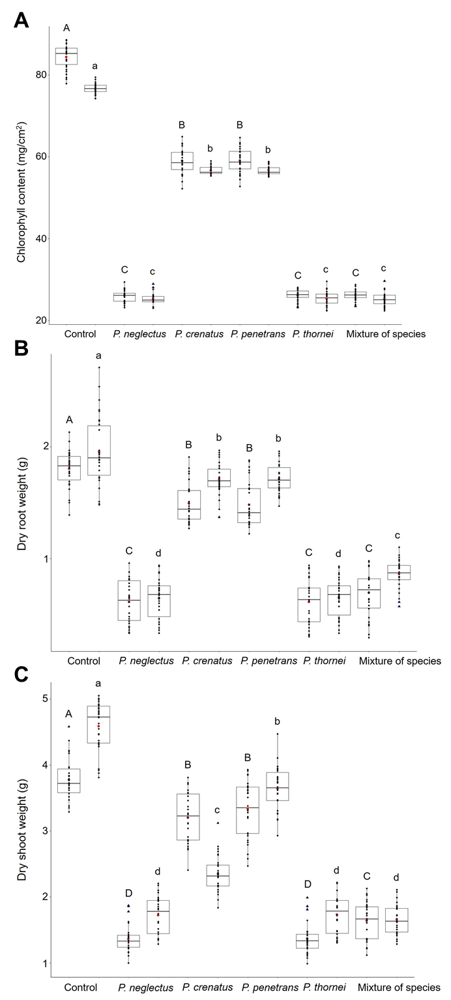 A
A
a
80
Chlorophyll content (mg/cm²)
B
b
B
b
60
40
C
c
C
c
C
c
20
Control P. neglectus P. crenatus P. penetrans P. thornei Mixture of species
B
a
A
2
b
B
B
b
Dry root weight (g)
1
C
d
C
d
C
c
Control P. neglectus P. crenatus P. penetrans P. thornei Mixture of species
C
a
5
A
b
4
B
B
c
Dry shoot weight (g)
3
D
d
D
d
C
d
2
1
Control P. neglectus P. crenatus P. penetrans P. thornei Mixture of species